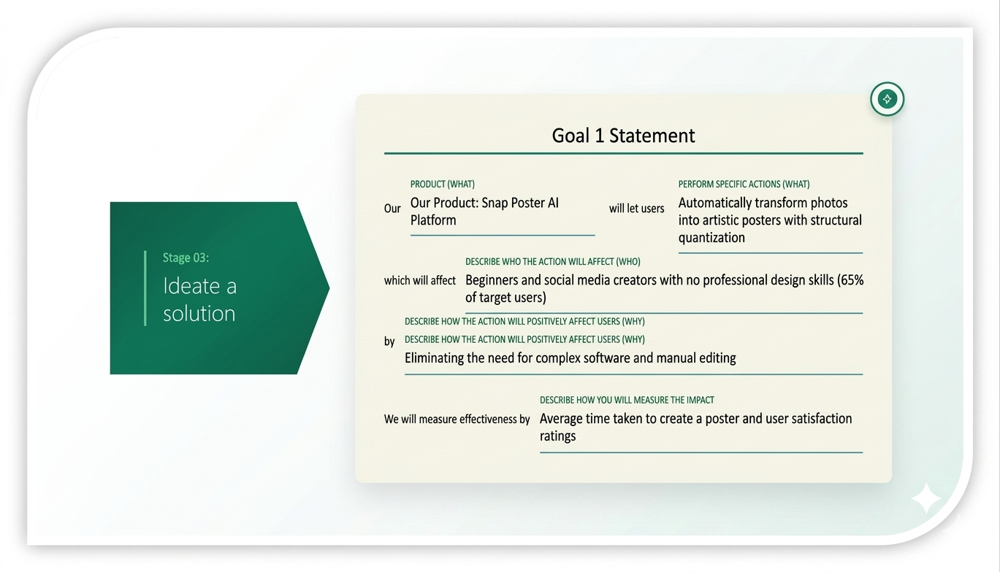 Goal 1 Statement
Stage 03:
Ideate a
solution
PRODUCT (WHAT)
Our Our Product: Snap Poster AI
Platform
will let users
PERFORM SPECIFIC ACTIONS (WHAT)
Automatically transform photos
into artistic posters with structural
quantization
DESCRIBE WHO THE ACTION WILL AFFECT (WHO)
which will affect Beginners and social media creators with no professional design skills (65%
of target users)
DESCRIBE HOW THE ACTION WILL POSITIVELY AFFECT USERS (WHY)
by DESCRIBE HOW THE ACTION WILL POSITIVELY AFFECT USERS (WHY)
Eliminating the need for complex software and manual editing
DESCRIBE HOW YOU WILL MEASURE THE IMPACT
We will measure effectiveness by Average time taken to create a poster and user satisfaction
ratings